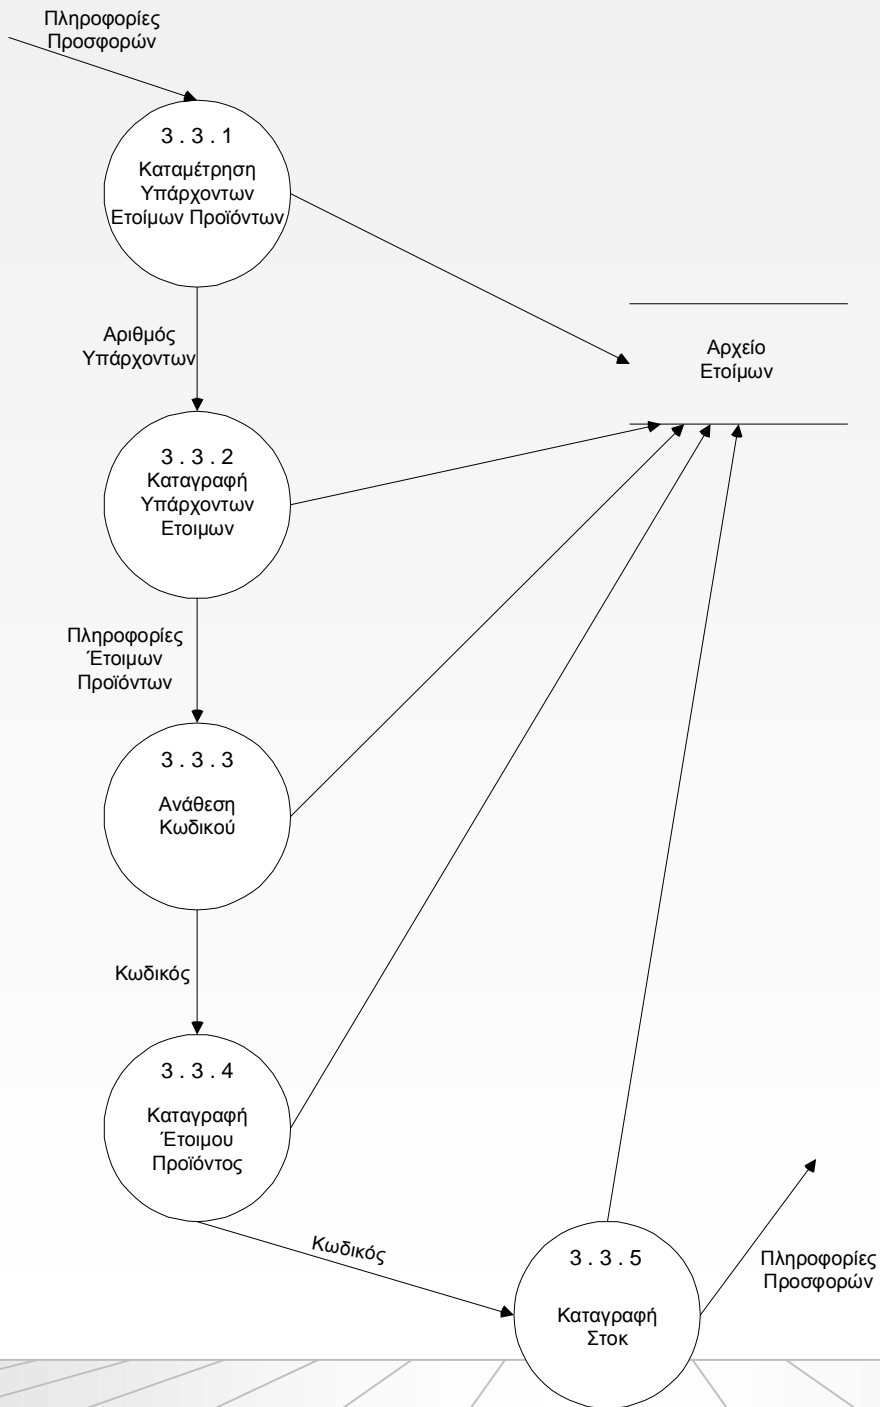 Πληροφορίες
Προσφορών
3.3.1
Καταμέτρηση
Υπάρχοντων
Ετοίμων Προϊόντων
Αριθμός
Υπάρχοντων
Αρχείο
Ετοίμων
3.3.2
Καταγραφή
Υπάρχοντων
Ετοιμων
Πληροφορίες
Έτοιμων
Προϊόντων
3.3.3
Ανάθεση
Κωδικού
Κωδικός
3.3.4
Καταγραφή
Έτοιμου
Προϊόντος
Κωδικός
3.3.5
Καταγραφή
Στοκ
Πληροφορίες
Προσφορών